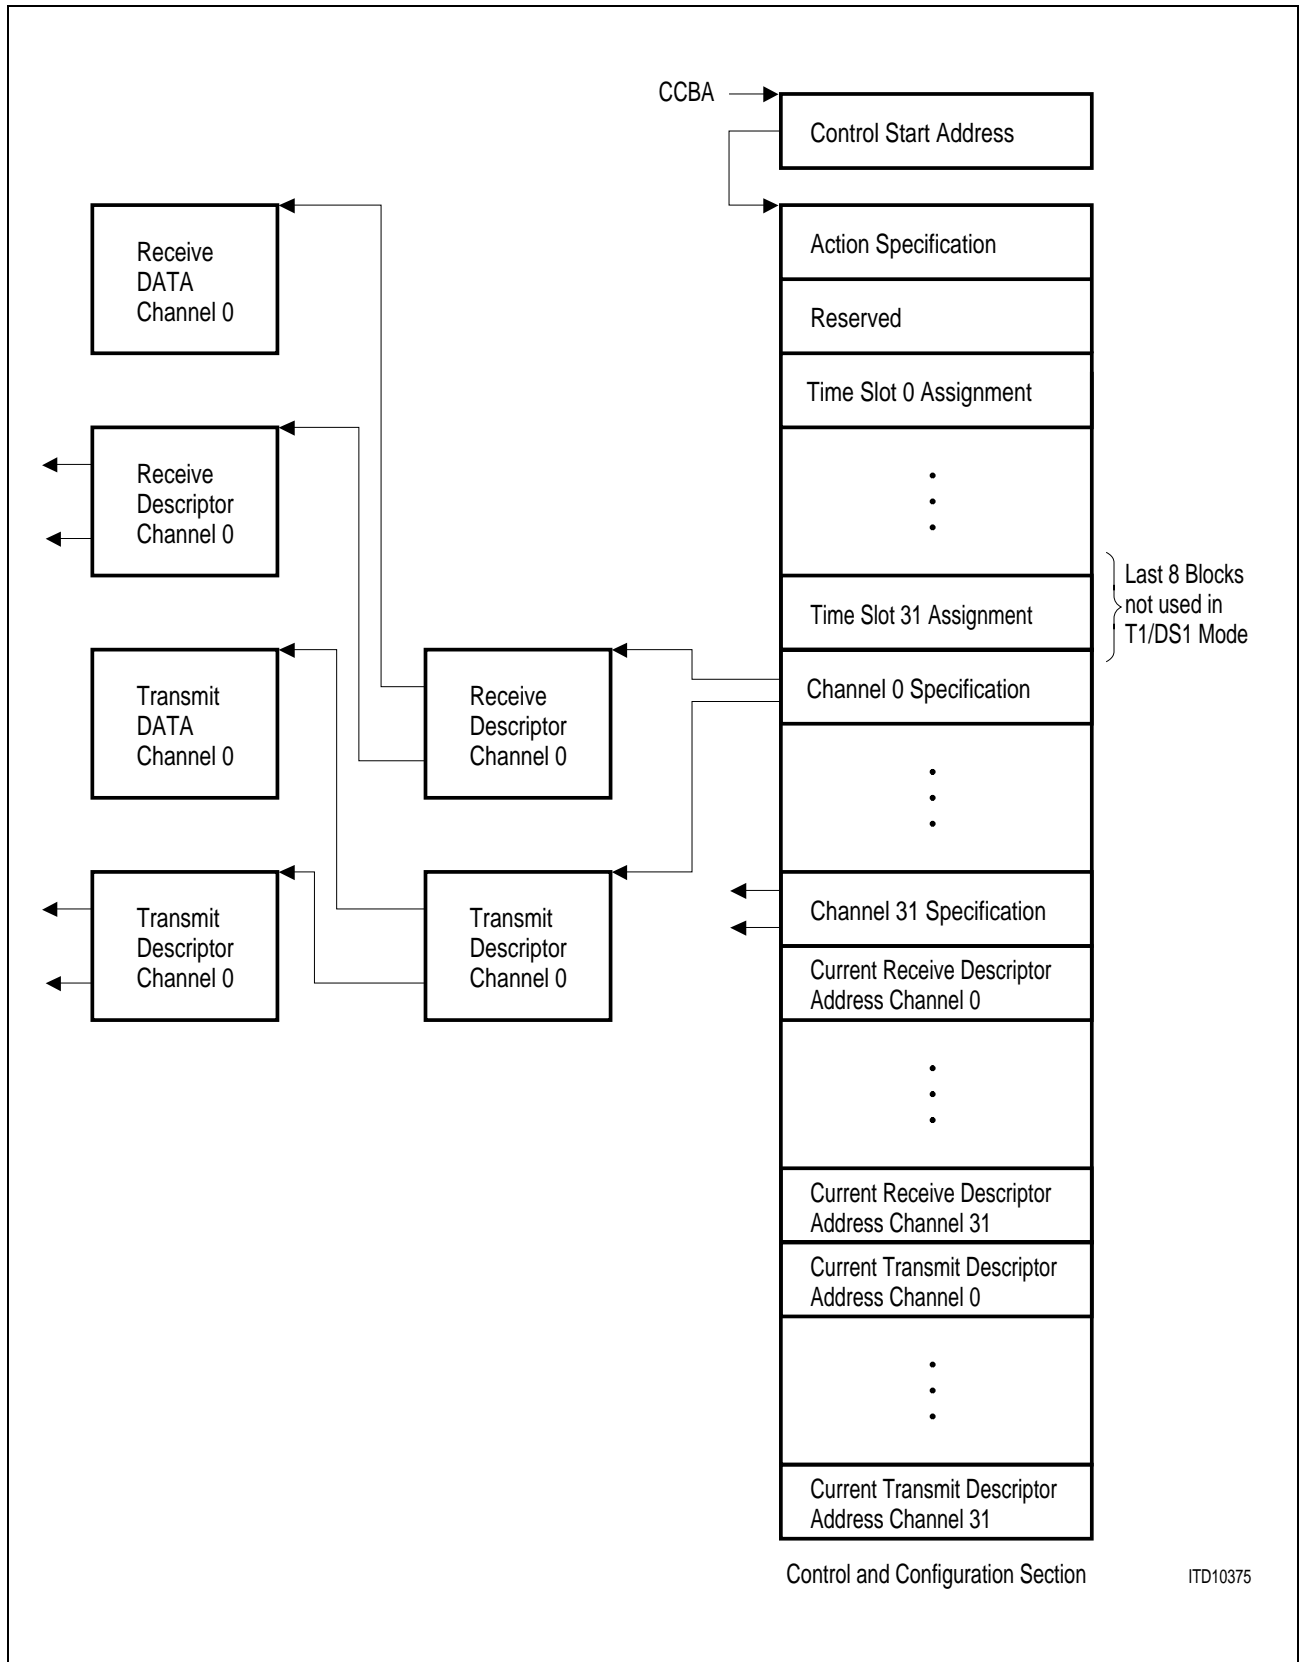 CCBA
Control Start Address
Action Specification
Reserved
Time Slot 0 Assignment
Time Slot 31 Assignment
Last 8 Blocks
not used in
T1/DS1 Mode
Channel 0 Specification
Channel 31 Specification
Current Receive Descriptor
Address Channel 0
Current Receive Descriptor
Address Channel 31
Current Transmit Descriptor
Address Channel 0
Current Transmit Descriptor
Address Channel 31
Receive
DATA
Channel 0
Receive
Descriptor
Channel 0
Transmit
DATA
Channel 0
Receive
Descriptor
Channel 0
Transmit
Descriptor
Channel 0
Transmit
Descriptor
Channel 0
Control and Configuration Section
ITD10375